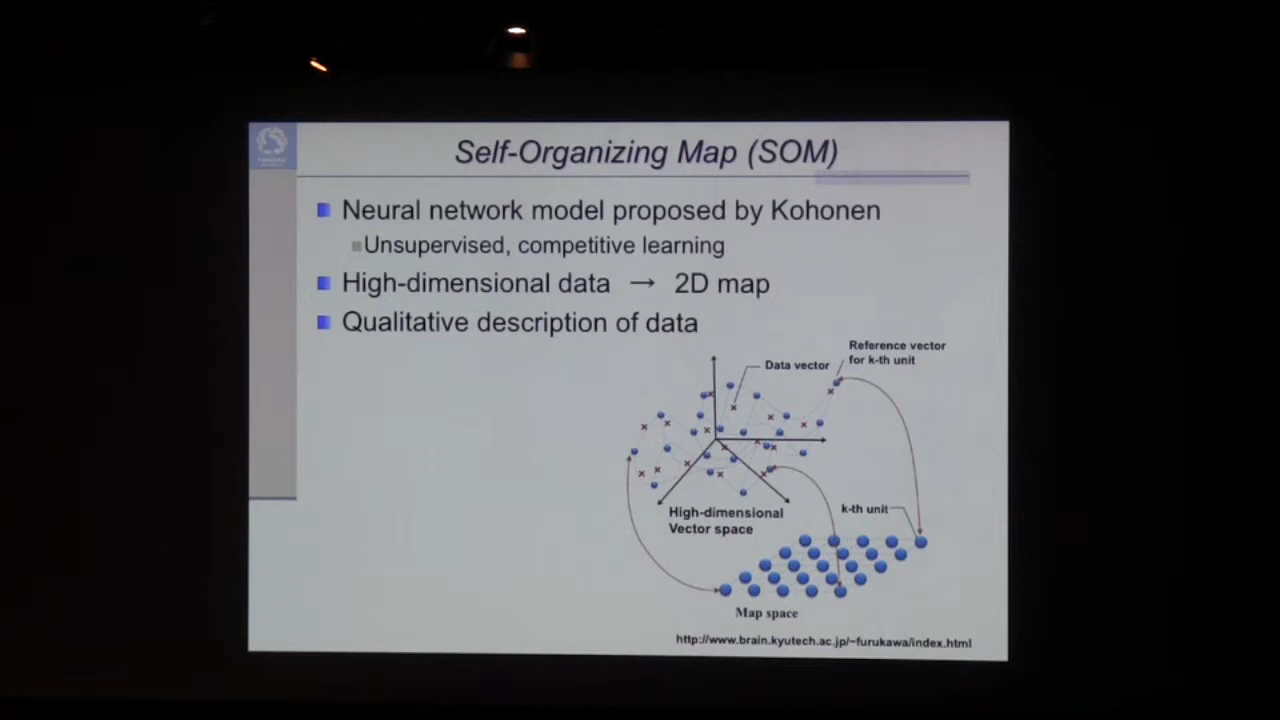 Self-Organizing Map (SOM)
Neural network model proposed by Kohonen
Unsupervised, competitive learning
High-dimensional data → 2D map
Qualitative description of data
Reference vector
for k-th unit
Data vector
High-dimensional
Vector space
k-th unit
Map space
http://www.brain.kyutech.ac.jp/~furukawa/index.html